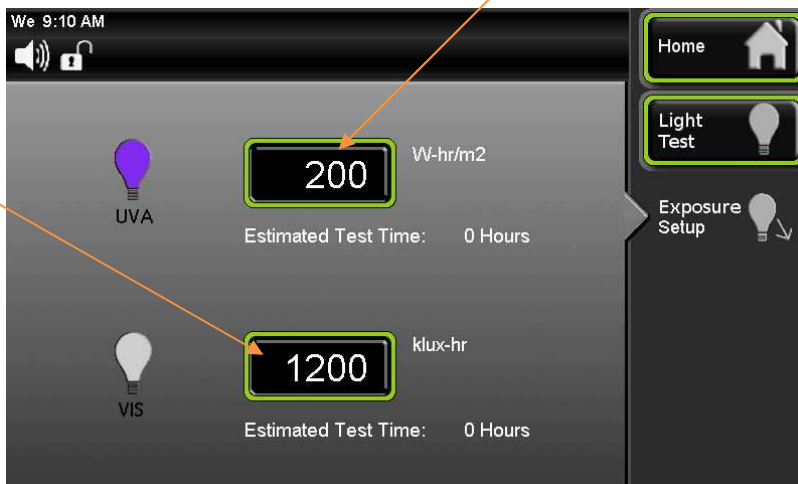 We 9:10 AM
Home
Light
Test
Exposure
Setup
200 W-hr/m2
UVA
Estimated Test Time: 0 Hours
1200 klux-hr
VIS
Estimated Test Time: 0 Hours